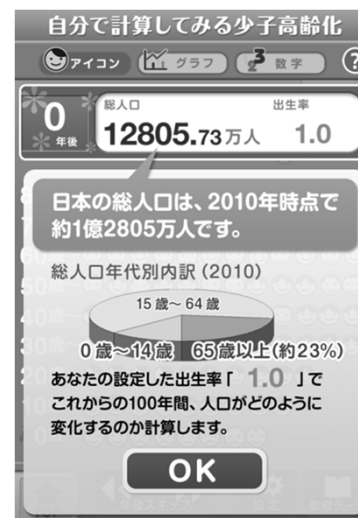 自分で計算してみる少子高齢化
アイコン グラフ 123 数字 ?
総人口 出生率
0年後 12805.73万人 1.0
日本の総人口は、2010年時点で
約1億2805万人です。
総人口年代別内訳(2010)
15歳~64歳
0歳~14歳 65歳以上(約23%)
あなたの設定した出生率「 1.0 」で
これからの100年間、人口がどのように
変化するのか計算します。
OK